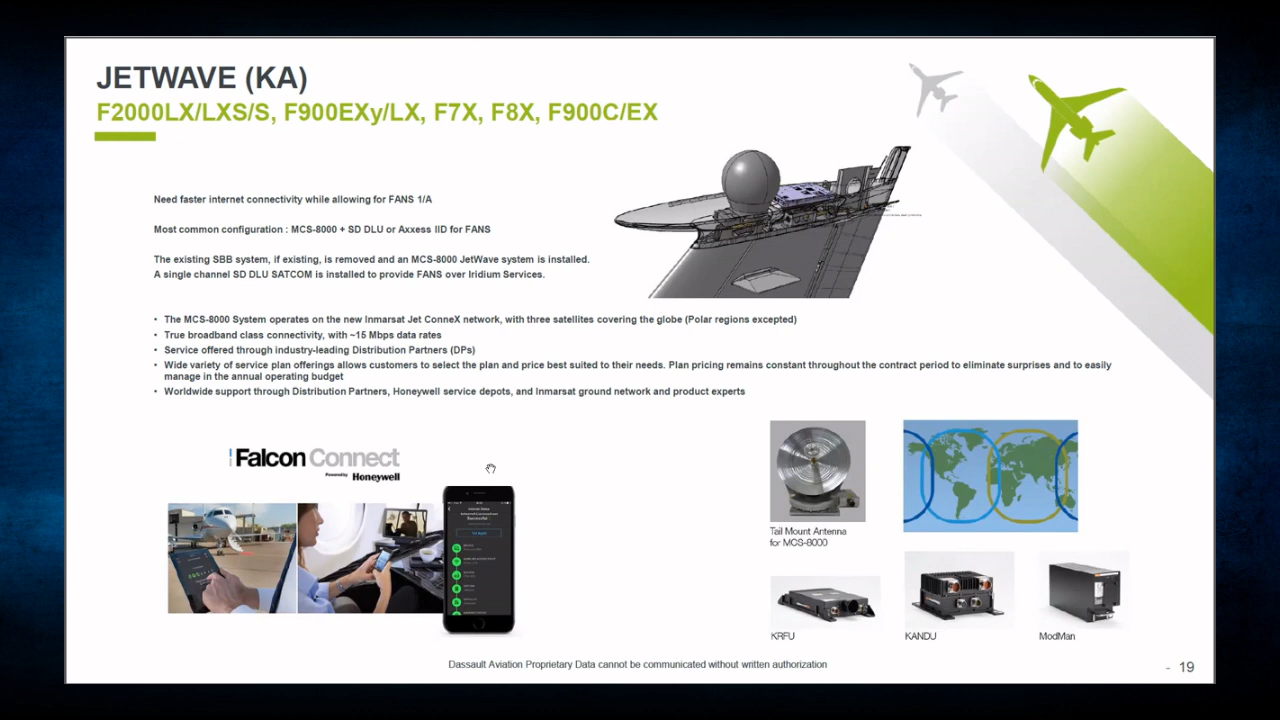 JETWAVE (KA)
F2000LX/LXS/S, F900EXy/LX, F7X, F8X, F900C/EX
Need faster internet connectivity while allowing for FANS 1/A
Most common configuration : MCS-8000 + SD DLU or Axxess IID for FANS
The existing SBB system, if existing, is removed and an MCS-8000 JetWave system is installed.
A single channel SD DLU SATCOM is installed to provide FANS over Iridium Services.
• The MCS-8000 System operates on the new Inmarsat Jet ConneX network, with three satellites covering the globe (Polar regions excepted)
• True broadband class connectivity, with ~15 Mbps data rates
• Service offered through industry-leading Distribution Partners (DPs)
• Wide variety of service plan offerings allows customers to select the plan and price best suited to their needs. Plan pricing remains constant throughout the contract period to eliminate surprises and to easily
manage in the annual operating budget
• Worldwide support through Distribution Partners, Honeywell service depots, and Inmarsat ground network and product experts
Falcon Connect
Powered by Honeywell
Tail Mount Antenna
for MCS-8000
KRFU
KANDU
ModMan
Dassault Aviation Proprietary Data cannot be communicated without written authorization
- 19